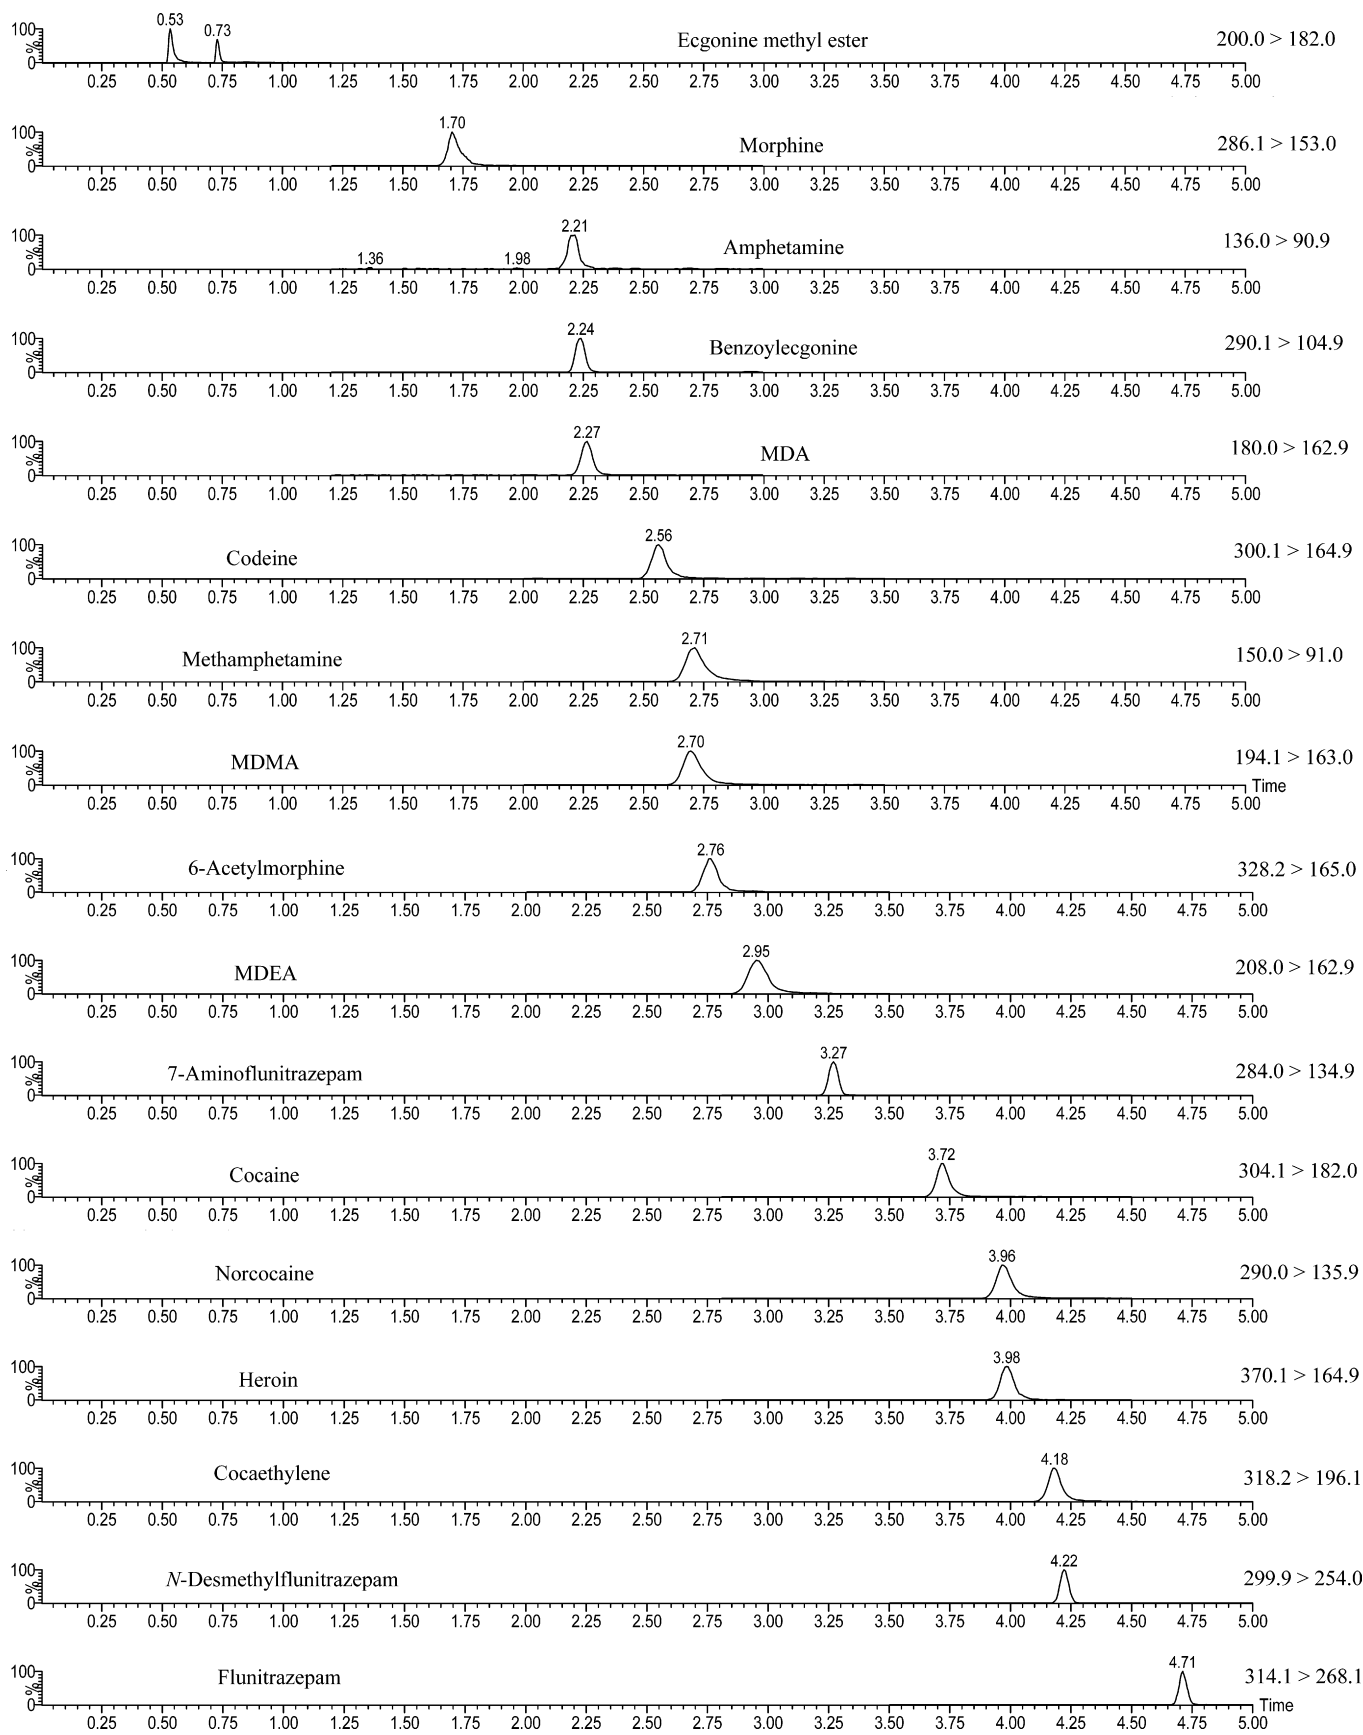 0.53
0.73
100
%
0
Ecgonine methyl ester
200.0 > 182.0
0.25 0.50 0.75 1.00 1.25 1.50 1.75 2.00 2.25 2.50 2.75 3.00 3.25 3.50 3.75 4.00 4.25 4.50 4.75 5.00
1.70
100
%
0
Morphine
286.1 > 153.0
0.25 0.50 0.75 1.00 1.25 1.50 1.75 2.00 2.25 2.50 2.75 3.00 3.25 3.50 3.75 4.00 4.25 4.50 4.75 5.00
2.21
100
%
0
1.36
1.98
Amphetamine
136.0 > 90.9
0.25 0.50 0.75 1.00 1.25 1.50 1.75 2.00 2.25 2.50 2.75 3.00 3.25 3.50 3.75 4.00 4.25 4.50 4.75 5.00
2.24
100
%
0
Benzoylecgonine
290.1 > 104.9
0.25 0.50 0.75 1.00 1.25 1.50 1.75 2.00 2.25 2.50 2.75 3.00 3.25 3.50 3.75 4.00 4.25 4.50 4.75 5.00
2.27
100
%
0
MDA
180.0 > 162.9
0.25 0.50 0.75 1.00 1.25 1.50 1.75 2.00 2.25 2.50 2.75 3.00 3.25 3.50 3.75 4.00 4.25 4.50 4.75 5.00
2.56
100
%
0
Codeine
300.1 > 164.9
0.25 0.50 0.75 1.00 1.25 1.50 1.75 2.00 2.25 2.50 2.75 3.00 3.25 3.50 3.75 4.00 4.25 4.50 4.75 5.00
2.71
100
%
0
Methamphetamine
150.0 > 91.0
0.25 0.50 0.75 1.00 1.25 1.50 1.75 2.00 2.25 2.50 2.75 3.00 3.25 3.50 3.75 4.00 4.25 4.50 4.75 5.00
2.70
100
%
0
MDMA
194.1 > 163.0
Time
0.25 0.50 0.75 1.00 1.25 1.50 1.75 2.00 2.25 2.50 2.75 3.00 3.25 3.50 3.75 4.00 4.25 4.50 4.75 5.00
2.76
100
%
0
6-Acetylmorphine
328.2 > 165.0
0.25 0.50 0.75 1.00 1.25 1.50 1.75 2.00 2.25 2.50 2.75 3.00 3.25 3.50 3.75 4.00 4.25 4.50 4.75 5.00
2.95
100
%
0
MDEA
208.0 > 162.9
0.25 0.50 0.75 1.00 1.25 1.50 1.75 2.00 2.25 2.50 2.75 3.00 3.25 3.50 3.75 4.00 4.25 4.50 4.75 5.00
3.27
100
%
0
7-Aminoflunitrazepam
284.0 > 134.9
0.25 0.50 0.75 1.00 1.25 1.50 1.75 2.00 2.25 2.50 2.75 3.00 3.25 3.50 3.75 4.00 4.25 4.50 4.75 5.00
3.72
100
%
0
Cocaine
304.1 > 182.0
0.25 0.50 0.75 1.00 1.25 1.50 1.75 2.00 2.25 2.50 2.75 3.00 3.25 3.50 3.75 4.00 4.25 4.50 4.75 5.00
3.96
100
%
0
Norcocaine
290.0 > 135.9
0.25 0.50 0.75 1.00 1.25 1.50 1.75 2.00 2.25 2.50 2.75 3.00 3.25 3.50 3.75 4.00 4.25 4.50 4.75 5.00
3.98
100
%
0
Heroin
370.1 > 164.9
0.25 0.50 0.75 1.00 1.25 1.50 1.75 2.00 2.25 2.50 2.75 3.00 3.25 3.50 3.75 4.00 4.25 4.50 4.75 5.00
4.18
100
%
0
Cocaethylene
318.2 > 196.1
0.25 0.50 0.75 1.00 1.25 1.50 1.75 2.00 2.25 2.50 2.75 3.00 3.25 3.50 3.75 4.00 4.25 4.50 4.75 5.00
4.22
100
%
0
N-Desmethylflunitrazepam
299.9 > 254.0
0.25 0.50 0.75 1.00 1.25 1.50 1.75 2.00 2.25 2.50 2.75 3.00 3.25 3.50 3.75 4.00 4.25 4.50 4.75 5.00
4.71
100
%
0
Flunitrazepam
314.1 > 268.1
Time
0.25 0.50 0.75 1.00 1.25 1.50 1.75 2.00 2.25 2.50 2.75 3.00 3.25 3.50 3.75 4.00 4.25 4.50 4.75 5.00